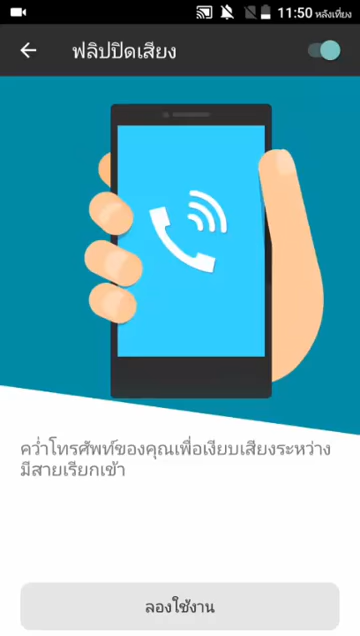 11:50 หลังเที่ยง
ฟลิปปิดเสียง
คว่ำโทรศัพท์ของคุณเพื่อเงียบเสียงระหว่าง
มีสายเรียกเข้า
ลองใช้งาน